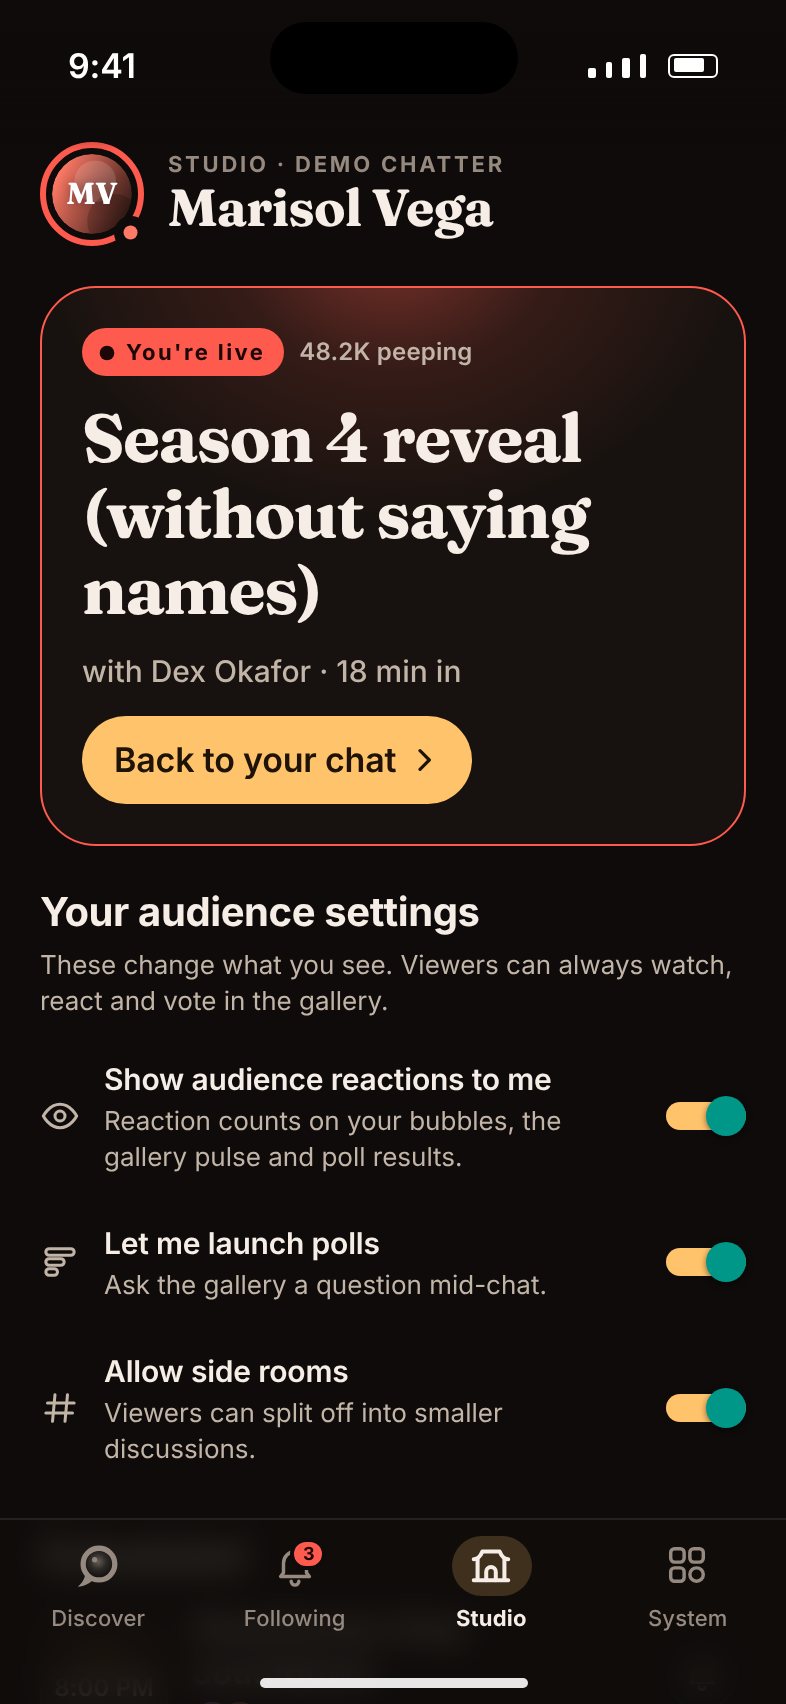 9:41
STUDIO · DEMO CHATTER
MV
Marisol Vega
You're live
48.2K peeping
Season 4 reveal
(without saying
names)
with Dex Okafor · 18 min in
Back to your chat
Your audience settings
These change what you see. Viewers can always watch,
react and vote in the gallery.
Show audience reactions to me
Reaction counts on your bubbles, the
gallery pulse and poll results.
Let me launch polls
Ask the gallery a question mid-chat.
Allow side rooms
Viewers can split off into smaller
discussions.
3
Discover
Following
Studio
System
8:00 PM